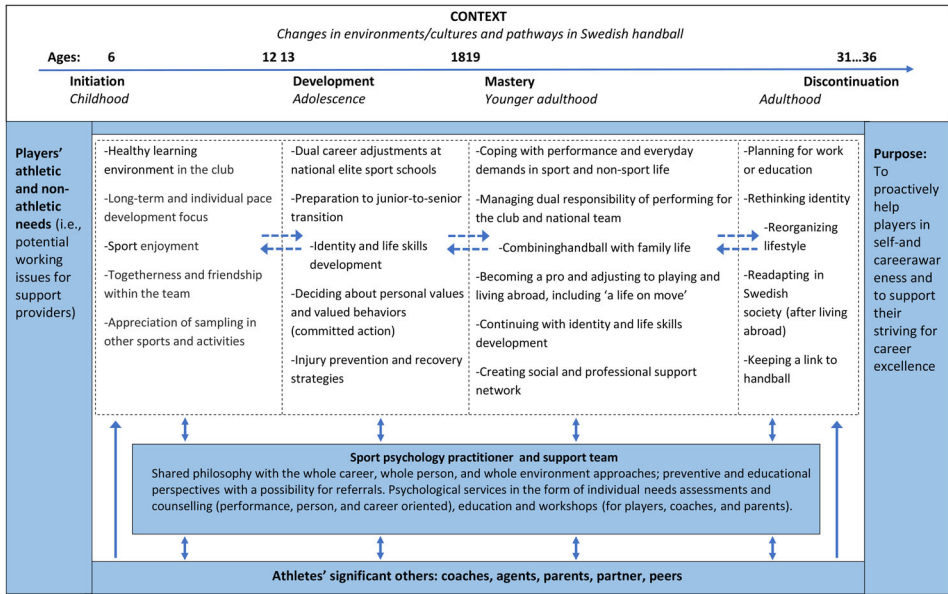 CONTEXT
Changes in environments/cultures and pathways in Swedish handball
Ages: 6 12 13 1819 31…36
Initiation Development Mastery Discontinuation
Childhood Adolescence Younger adulthood Adulthood
Players'
athletic
and non-
athletic
needs (i.e.,
potential
working
issues for
support
providers)
-Healthy learning
environment in the club
-Long-term and individual pace
development focus
-Sport enjoyment
-Togetherness and friendship
within the team
-Appreciation of sampling in
other sports and activities
-Dual career adjustments at
national elite sport schools
-Preparation to junior-to-senior
transition
-Identity and life skills
development
-Deciding about personal values
and valued behaviors
(committed action)
-Injury prevention and recovery
strategies
-Coping with performance and everyday
demands in sport and non-sport life
-Managing dual responsibility of performing for
the club and national team
-Combininghandball with family life
-Becoming a pro and adjusting to playing and
living abroad, including 'a life on move'
-Continuing with identity and life skills
development
-Creating social and professional support
network
-Planning for work
or education
-Rethinking identity
-Reorganizing
lifestyle
-Readapting in
Swedish
society (after living
abroad)
-Keeping a link to
handball
Purpose:
To
proactively
help
players in
self-and
careerawar
eness and
to support
their
striving for
career
excellence
Sport psychology practitioner and support team
Shared philosophy with the whole career, whole person, and whole environment approaches; preventive and educational
perspectives with a possibility for referrals. Psychological services in the form of individual needs assessments and
counselling (performance, person, and career oriented), education and workshops (for players, coaches, and parents).
Athletes' significant others: coaches, agents, parents, partner, peers